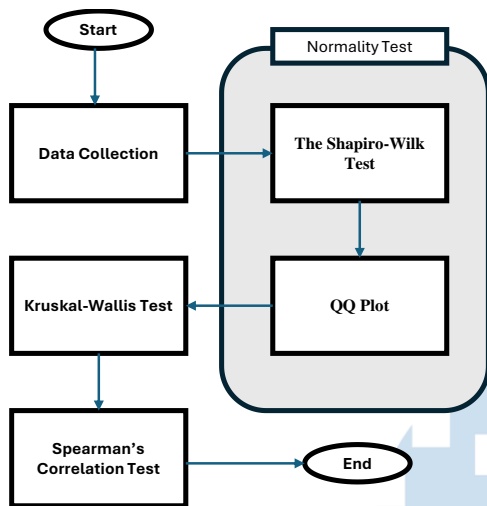 Start
Normality Test
Data Collection
The Shapiro-Wilk
Test
Kruskal-Wallis Test
QQ Plot
Spearman's
Correlation Test
End